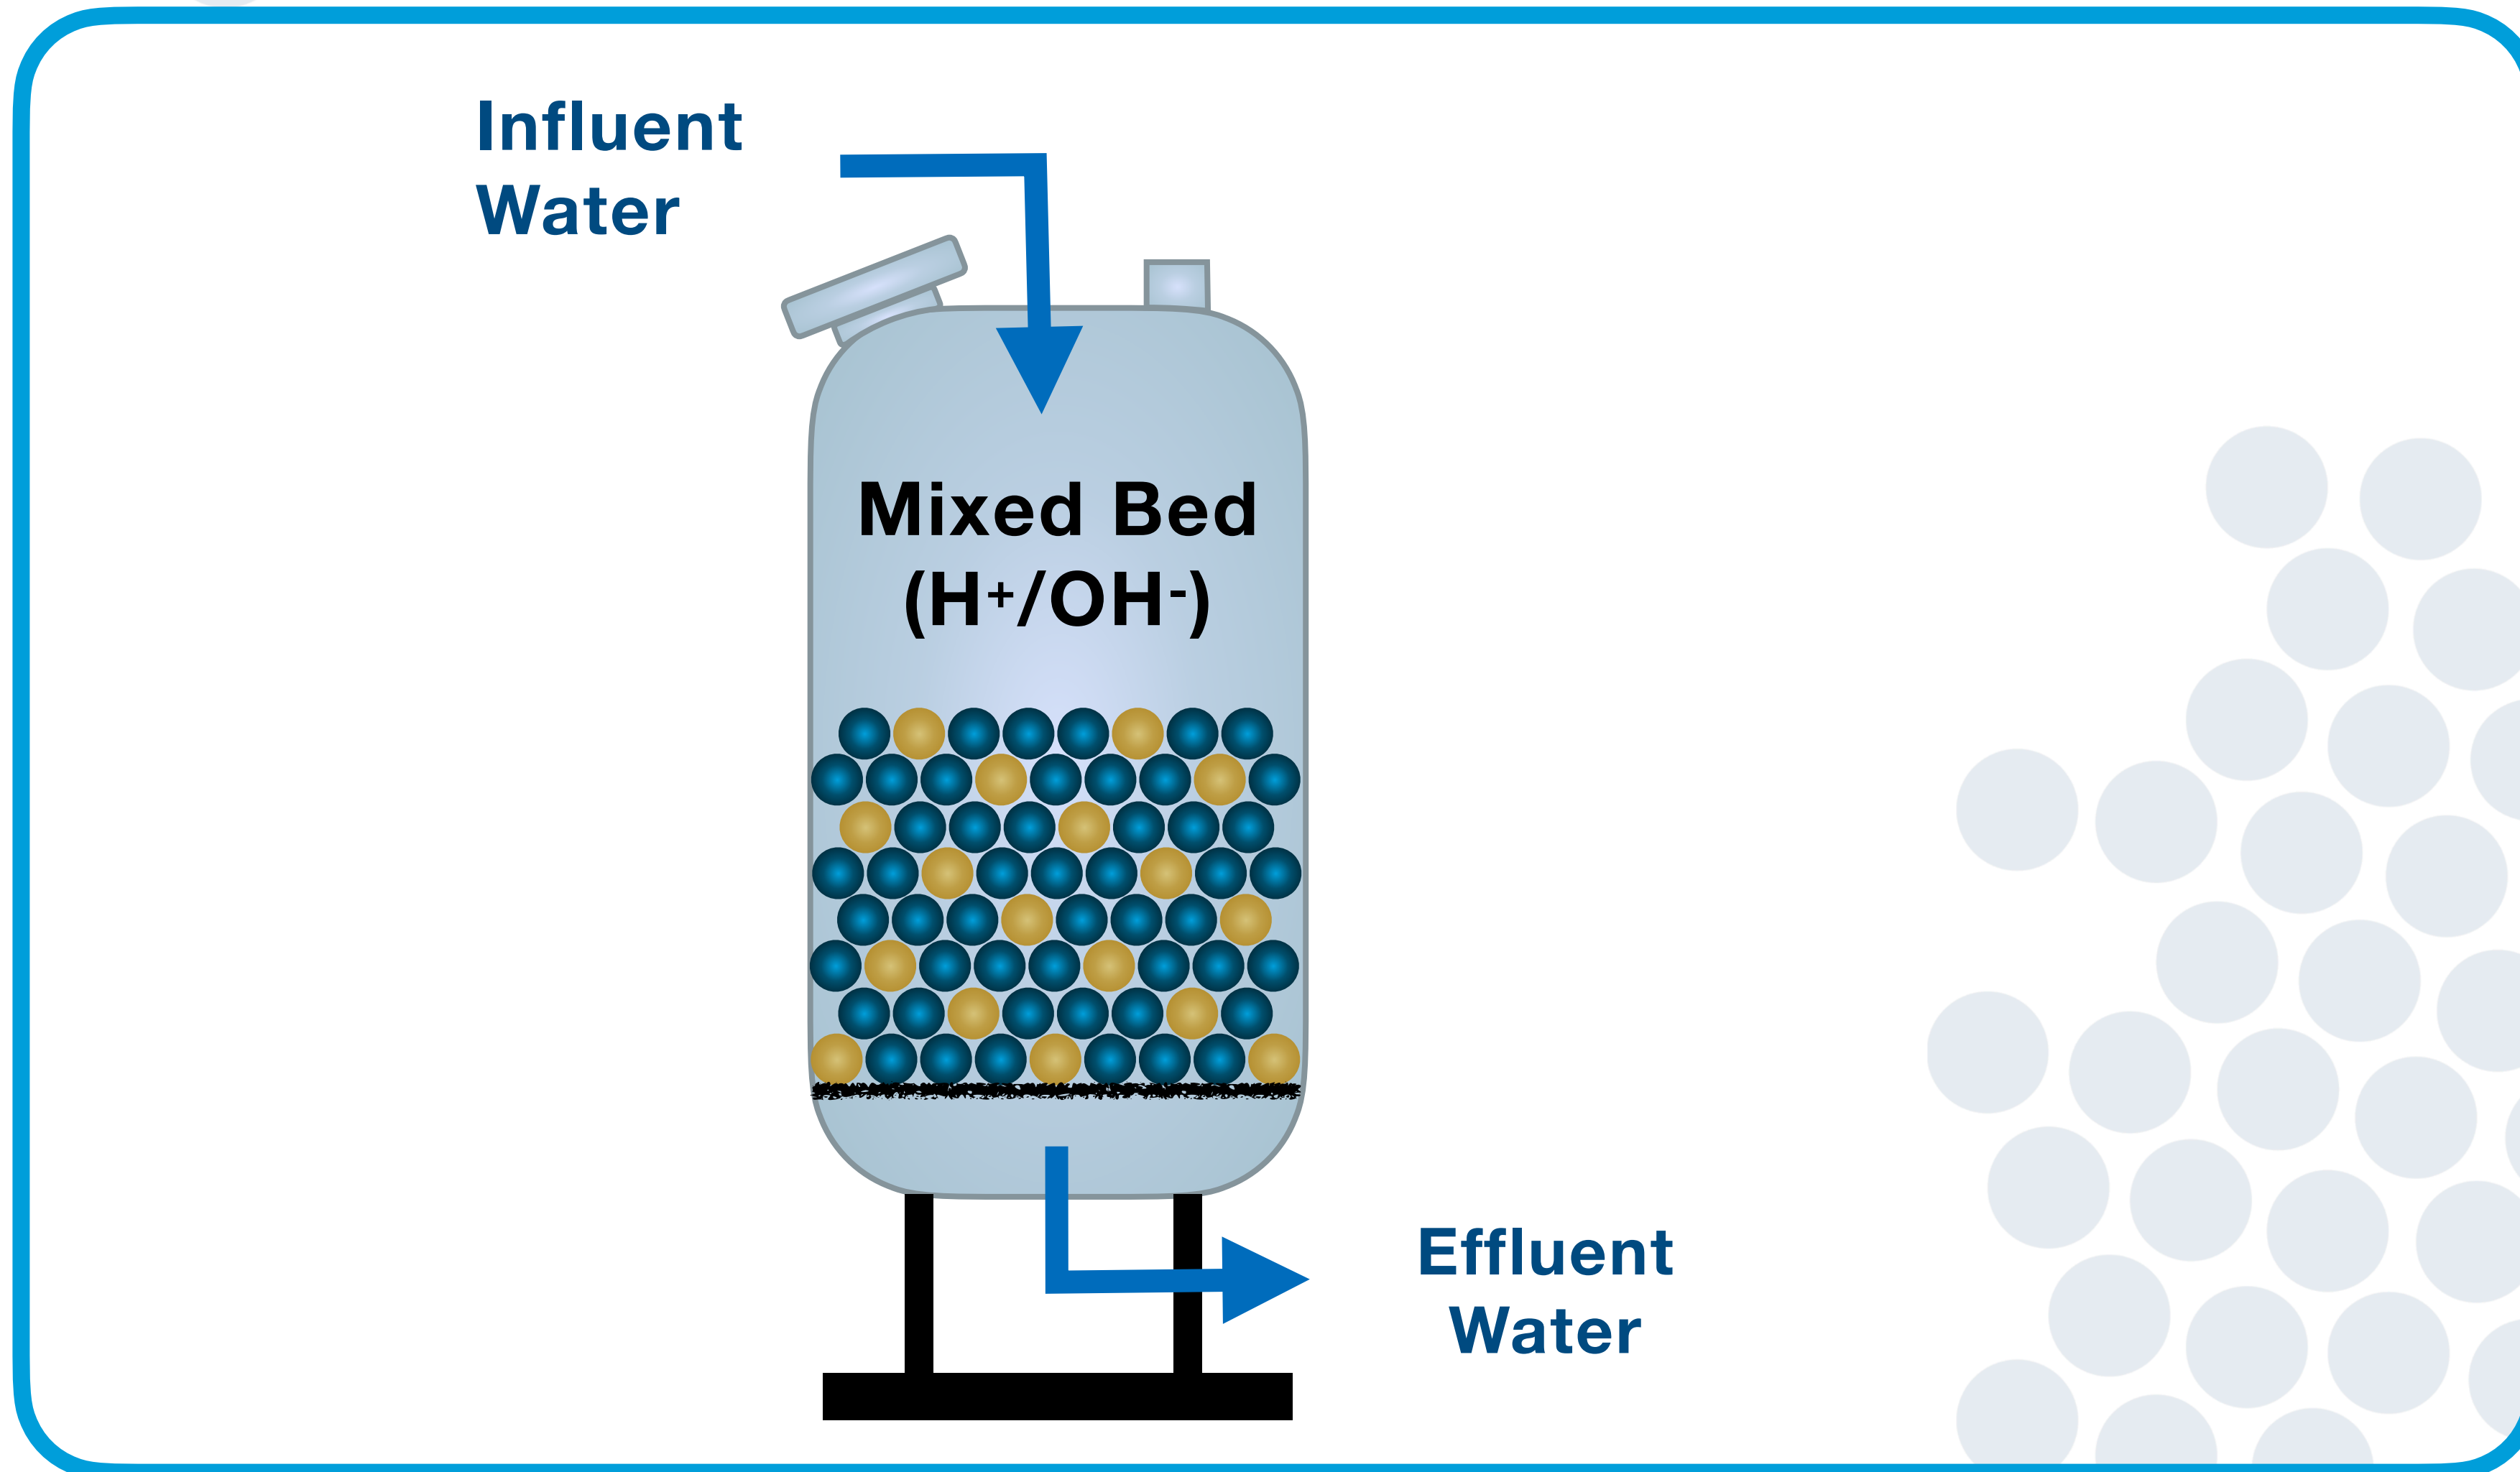 Influent
Water
Mixed Bed
(H⁺/OH⁻)
Effluent
Water